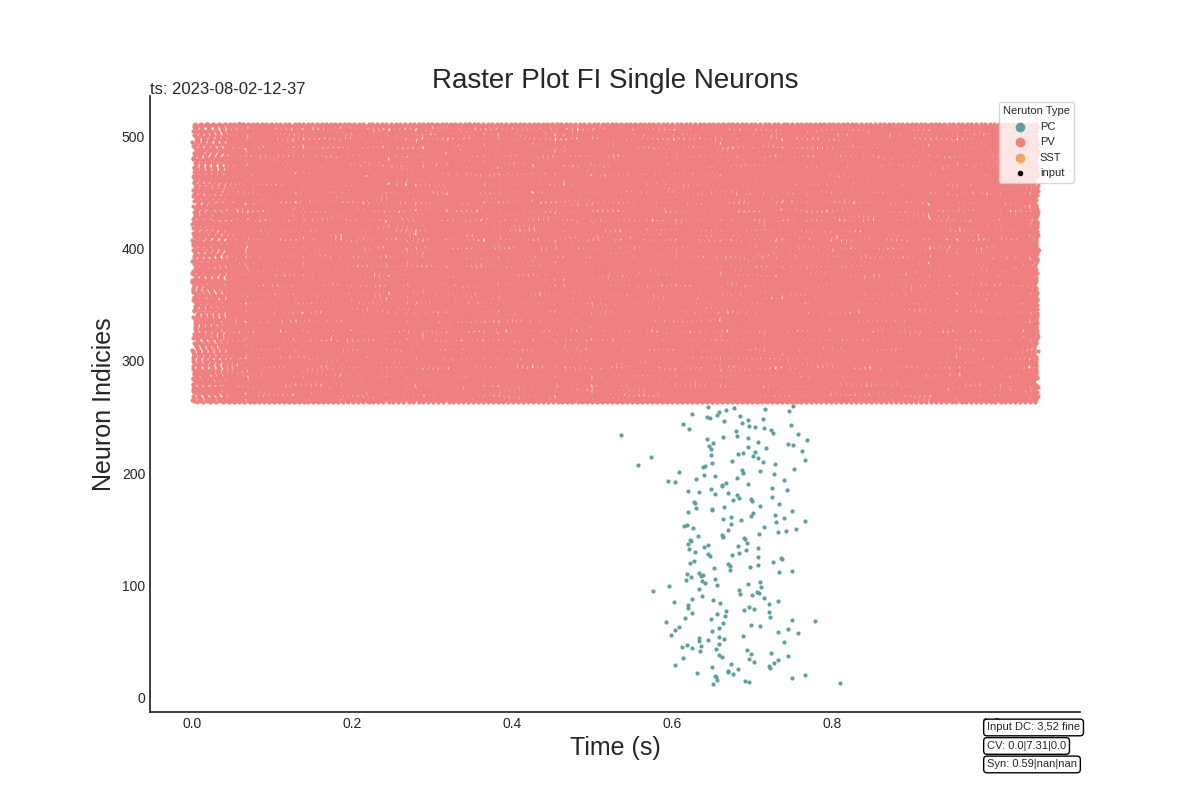 Raster Plot FI Single Neurons
ts: 2023-08-02-12-37
Neruton Type
PC
PV
SST
input
500
400
300
200
100
0
Neuron Indicies
0.0 0.2 0.4 0.6 0.8
Time (s)
Input DC: 3,52 fine
CV: 0.0|7.31|0.0
Syn: 0.59|nan|nan